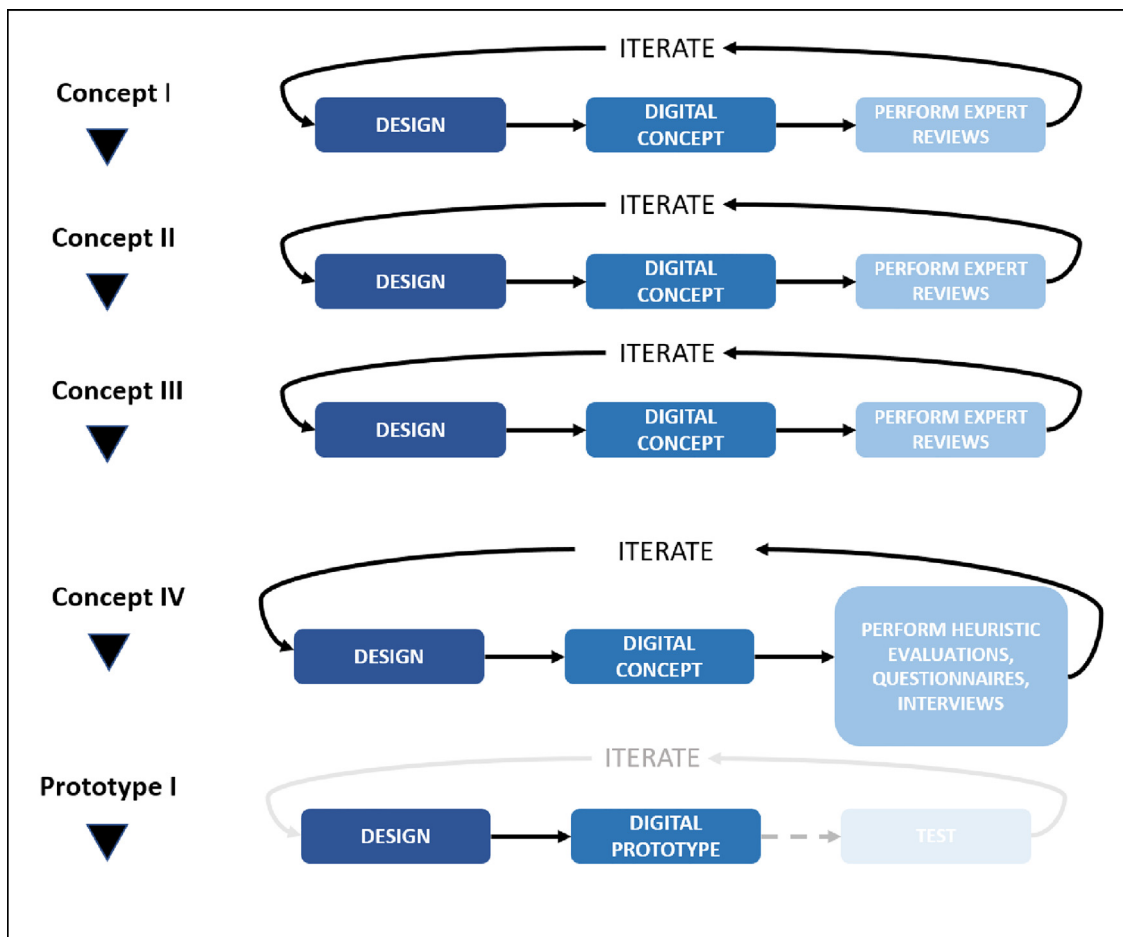 ITERATE
Concept I
DESIGN
DIGITAL
CONCEPT
PERFORM EXPERT
REVIEWS
ITERATE
Concept II
DESIGN
DIGITAL
CONCEPT
PERFORM EXPERT
REVIEWS
ITERATE
Concept III
DESIGN
DIGITAL
CONCEPT
PERFORM EXPERT
REVIEWS
ITERATE
Concept IV
DESIGN
DIGITAL
CONCEPT
PERFORM HEURISTIC
EVALUATIONS,
QUESTIONNAIRES,
INTERVIEWS
ITERATE
Prototype I
DESIGN
DIGITAL
PROTOTYPE
TEST